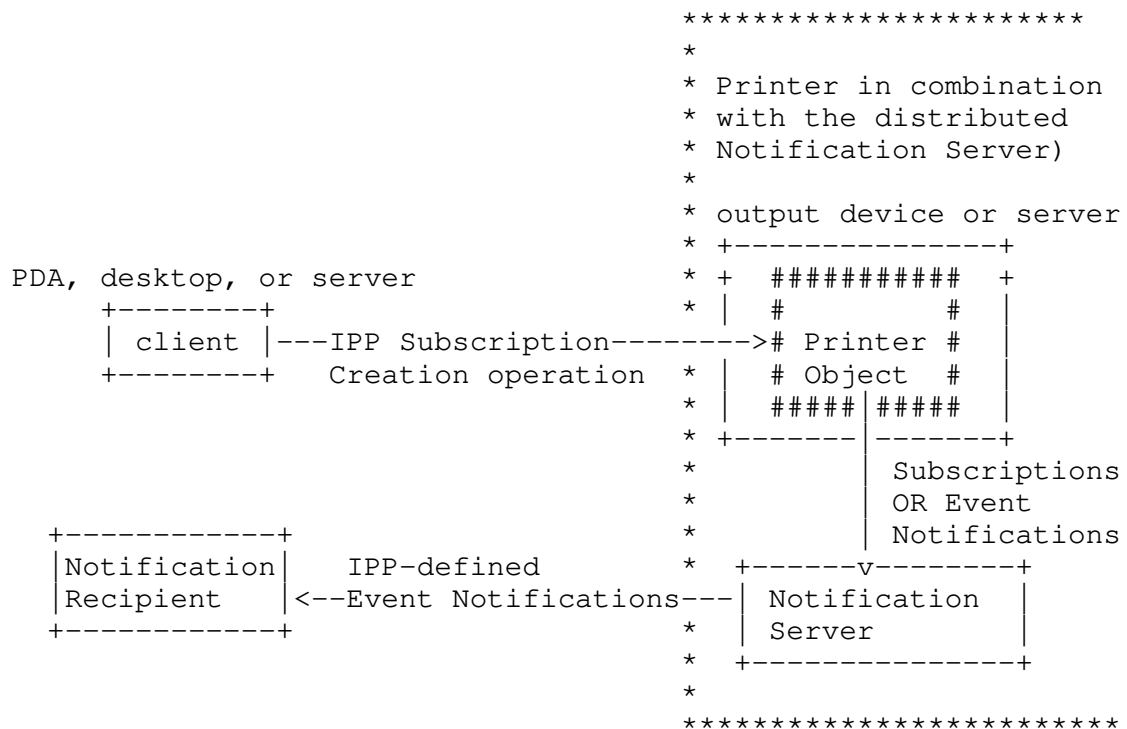 ************************
*
* Printer in combination
* with the distributed
* Notification Server)
*
* output device or server
* +---------------+
PDA, desktop, or server * + ########### +
+--------+ * | # # |
| client |---IPP Subscription--------># Printer # |
+--------+ Creation operation * | # Object # |
* | #####|##### |
* +-------|-------+
* | Subscriptions
* | OR Event
+------------+ * | Notifications
|Notification| IPP-defined * +------v--------+
|Recipient |<--Event Notifications---| Notification |
+------------+ * | Server |
* +---------------+
*
**************************